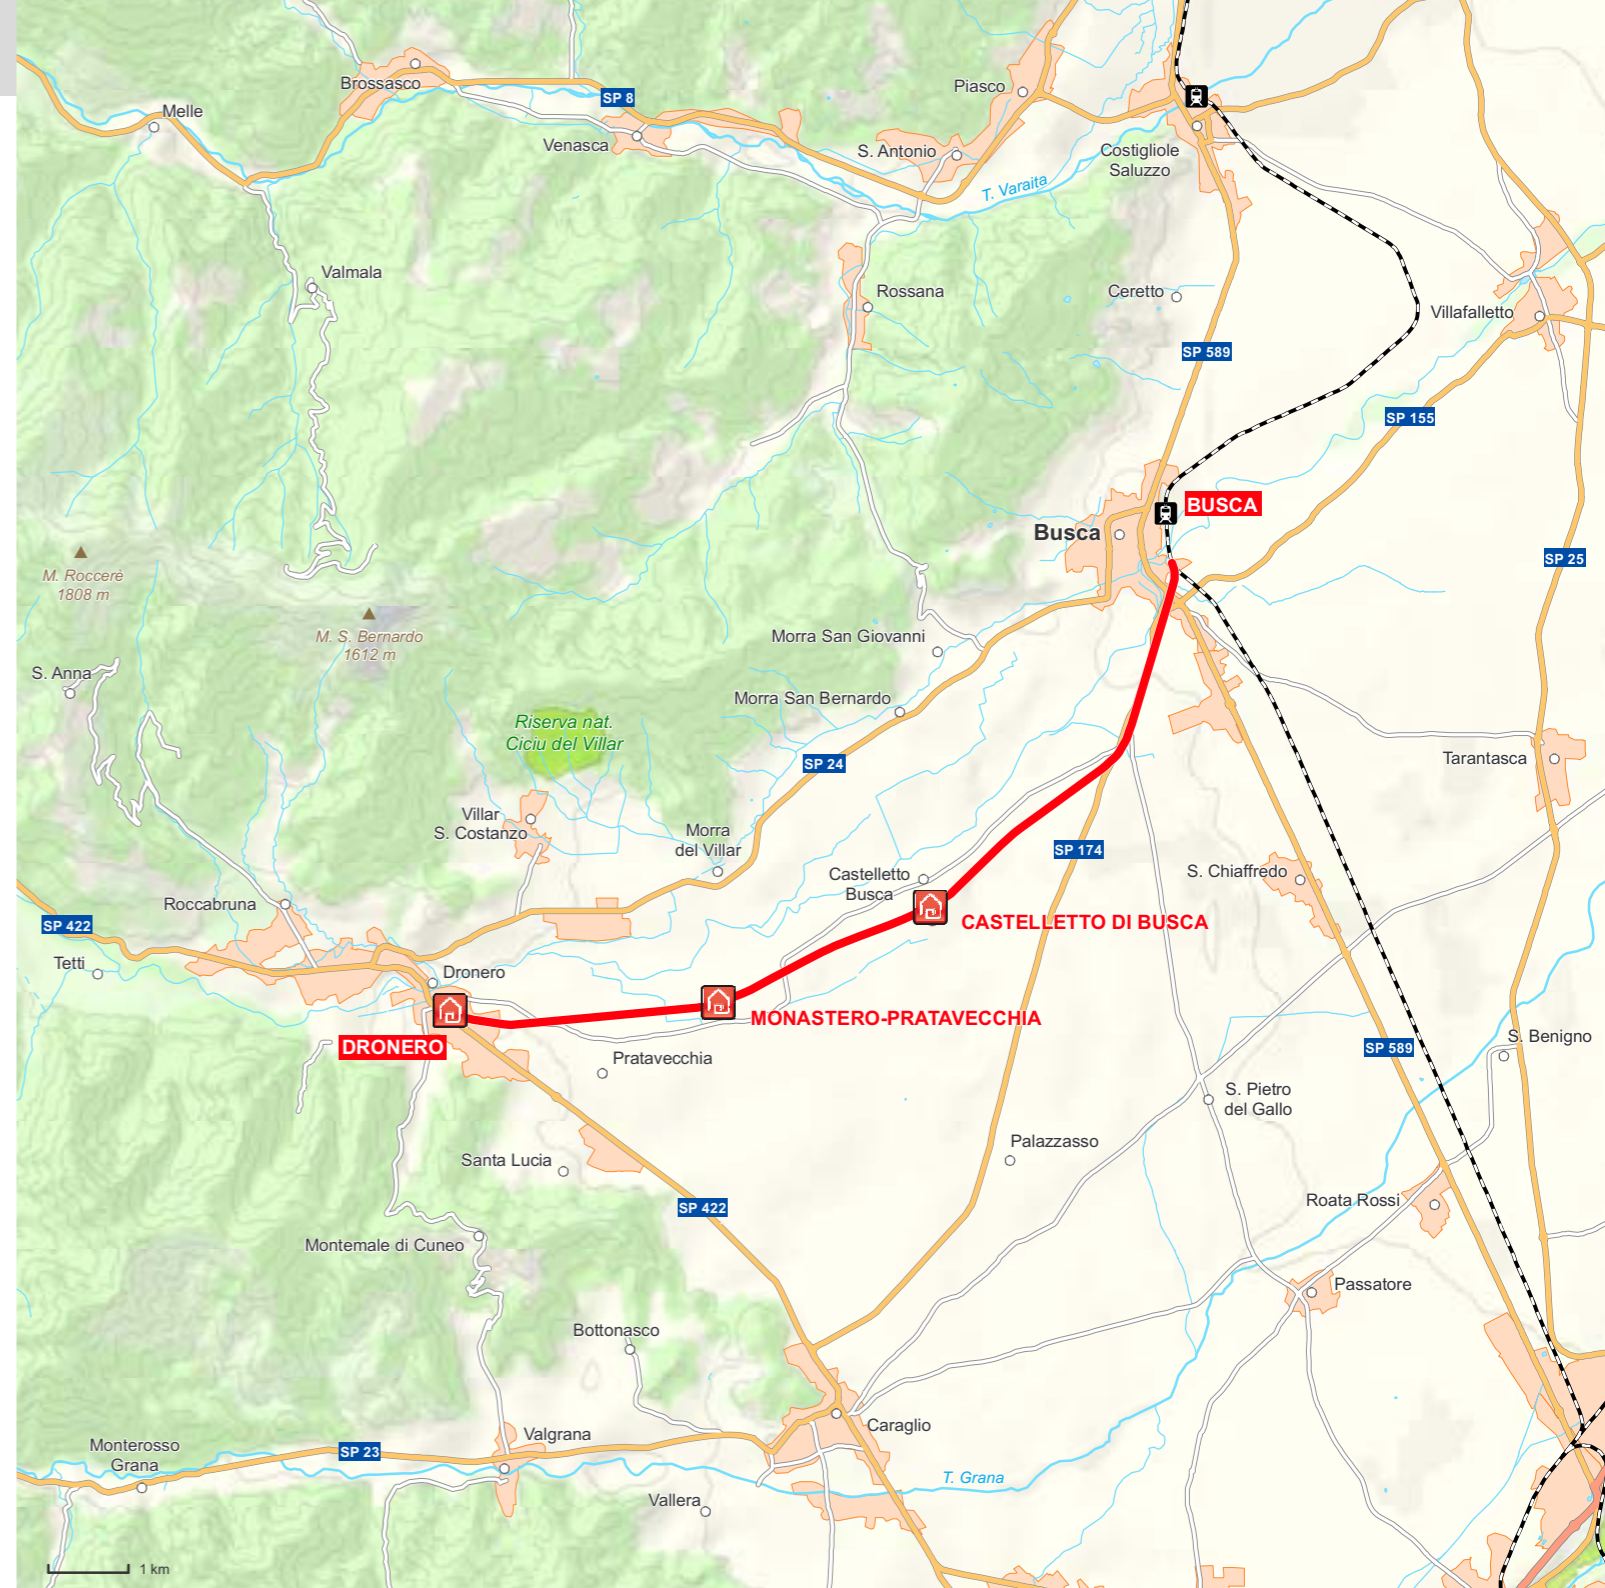 Brossasco
Melle
SP 8
Venasca
Piasco
S. Antonio
T. Varaita
Costigliole
Saluzzo
Valmala
Rossana
Ceretto
Villafalletto
SP 589
SP 155
BUSCA
Busca
SP 25
M. Roccerè
1808 m
M. S. Bernardo
1612 m
S. Anna
Morra San Giovanni
Morra San Bernardo
Riserva nat.
Ciciu del Villar
SP 24
Tarantasca
Villar
S. Costanzo
Morra
del Villar
SP 174
Castelletto
Busca
S. Chiaffredo
Roccabruna
SP 422
CASTELLETTO DI BUSCA
Tetti
Dronero
MONASTERO-PRATAVECCHIA
DRONERO
Pratavecchia
SP 589
S. Benigno
S. Pietro
del Gallo
Palazzasso
Santa Lucia
SP 422
Roata Rossi
Montemale di Cuneo
Passatore
Bottonasco
Caraglio
Valgrana
Monterosso
Grana
SP 23
T. Grana
Vallera
1 km